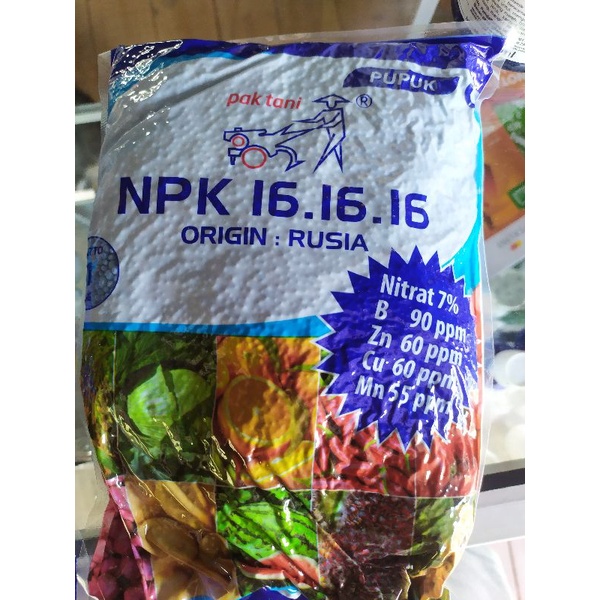 PUPUK
pak tani ®
NPK 16.16.16
ORIGIN : RUSIA
Nitrat 7%
B 90 ppm
Zn 60 ppm
Cu 60 ppm
Mn 55 ppm